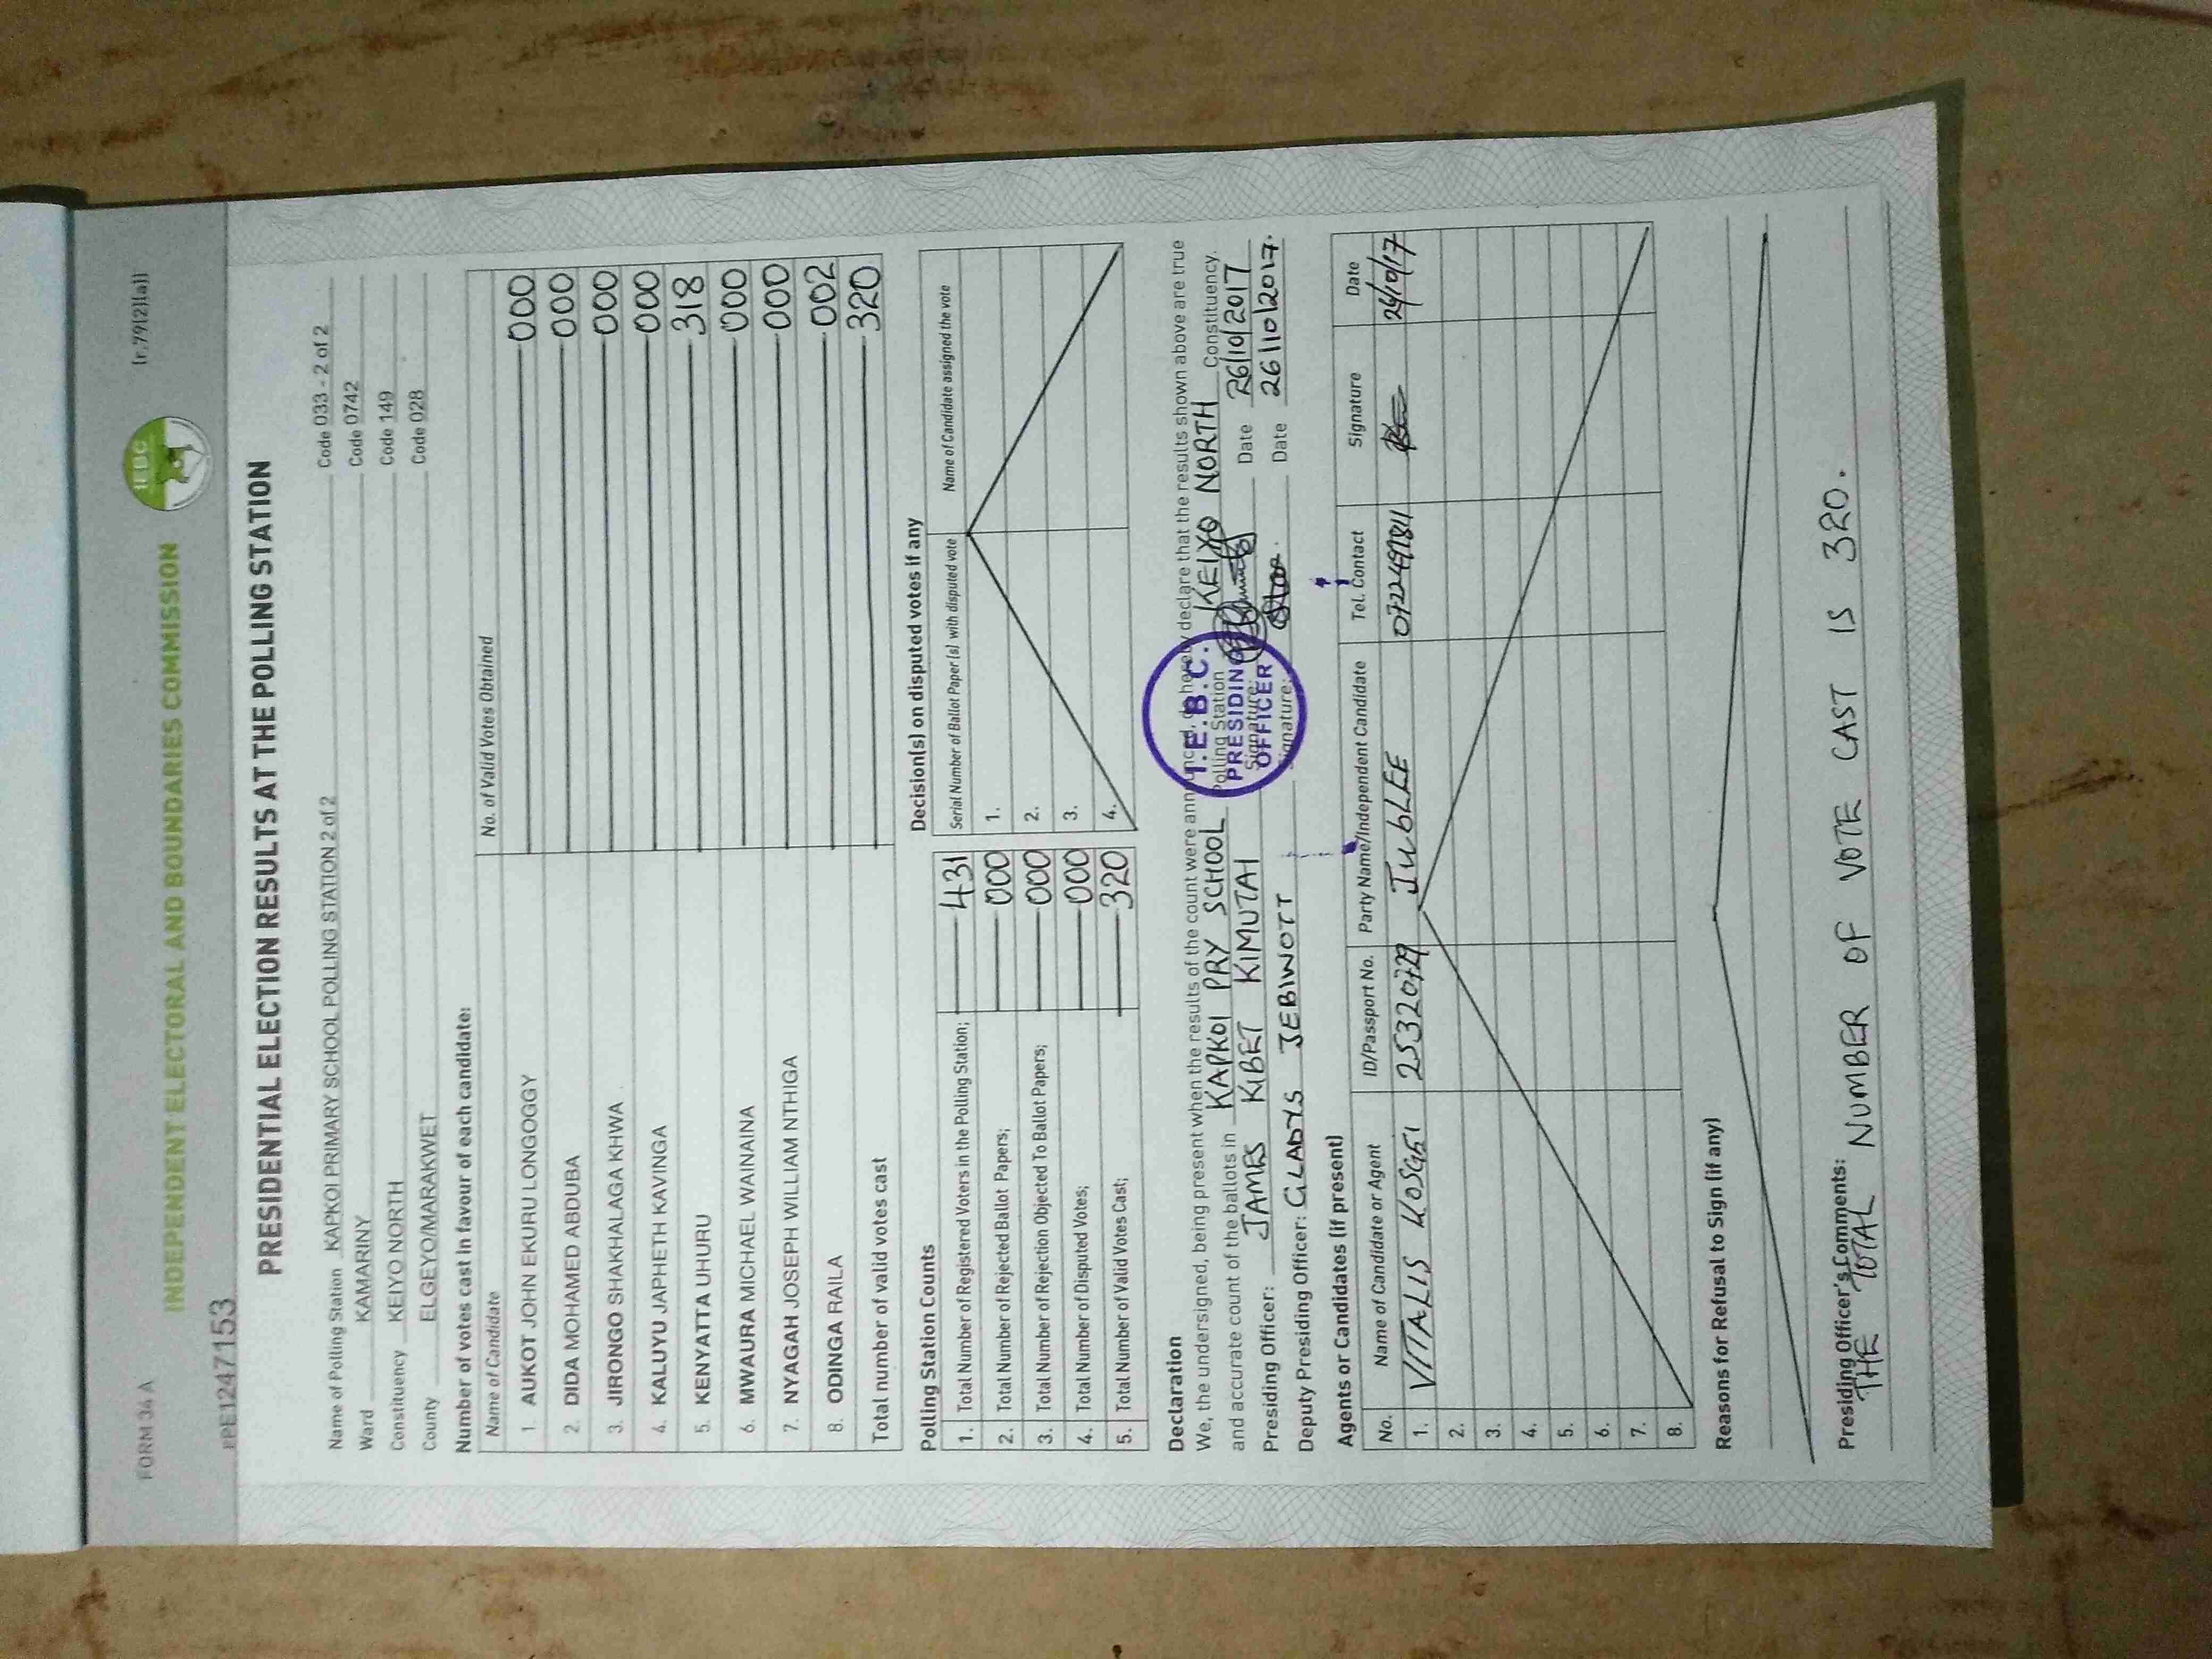 FORM 34 A
(r.79(2)(a))
INDEPENDENT ELECTORAL AND BOUNDARIES COMMISSION
IEBC
PPE1247153
PRESIDENTIAL ELECTION RESULTS AT THE POLLING STATION
Name of Polling Station KAPKOI PRIMARY SCHOOL POLLING STATION 2 of 2 Code 033 - 2 of 2
Ward KAMARINY Code 0742
Constituency KEIYO NORTH Code 149
County ELGEYO/MARAKWET Code 028
Number of votes cast in favour of each candidate:
Name of Candidate No. of Valid Votes Obtained
1. AUKOT JOHN EKURU LONGOGGY 000
2. DIDA MOHAMED ABDUBA 000
3. JIRONGO SHAKHALAGA KHWA 000
4. KALUYU JAPHETH KAVINGA 000
5. KENYATTA UHURU 318
6. MWAURA MICHAEL WAINAINA 000
7. NYAGAH JOSEPH WILLIAM NTHIGA 000
8. ODINGA RAILA 002
Total number of valid votes cast 320
Polling Station Counts
1. Total Number of Registered Voters in the Polling Station; 431
2. Total Number of Rejected Ballot Papers; 000
3. Total Number of Rejection Objected To Ballot Papers; 000
4. Total Number of Disputed Votes; 000
5. Total Number of Valid Votes Cast; 320
Decision(s) on disputed votes if any
Serial Number of Ballot Paper (s) with disputed vote Name of Candidate assigned the vote
1.
2.
3.
4.
Declaration
We, the undersigned, being present when the results of the count were announced, do hereby declare that the results shown above are true
and accurate count of the ballots in KAPKOI PRY SCHOOL Polling Station KEIYO NORTH Constituency.
Presiding Officer: JAMES KIBET KIMUTAI Signature: Date 26/10/2017
Deputy Presiding Officer: GLADYS JEBIWOTT Signature: Date 26/10/2017.
I.E.B.C.
PRESIDING
OFFICER
Agents or Candidates (if present)
No. Name of Candidate or Agent ID/Passport No. Party Name/Independent Candidate Tel. Contact Signature Date
1. VITALIS KOSGEI JubLEE 26/10/17
2.
3.
4.
5.
6.
7.
8.
Reasons for Refusal to Sign (if any)
Presiding Officer's Comments:
THE TOTAL NUMBER OF VOTE CAST IS 320.